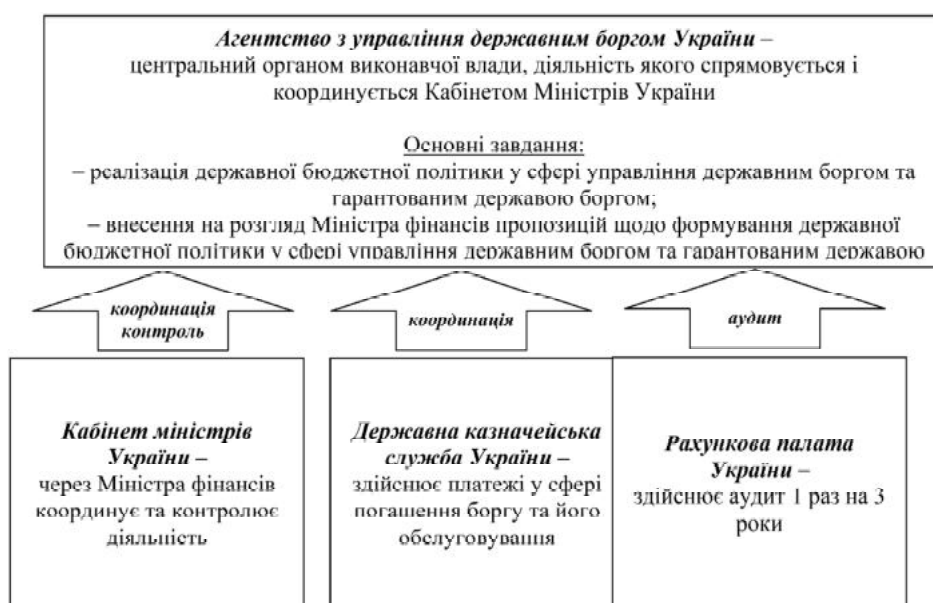 Агентство з управління державним боргом України –
центральний органом виконавчої влади, діяльність якого спрямовується і
координується Кабінетом Міністрів України
Основні завдання:
– реалізація державної бюджетної політики у сфері управління державним боргом та
гарантованим державою боргом;
– внесення на розгляд Міністра фінансів пропозицій щодо формування державної
бюджетної політики у сфері управління державним боргом та гарантованим державою
координація
контроль
координація
аудит
Кабінет міністрів
України –
через Міністра фінансів
координує та контролює
діяльність
Державна казначейська
служба України –
здійснює платежі у сфері
погашення боргу та його
обслуговування
Рахункова палата
України –
здійснює аудит 1 раз на 3
роки